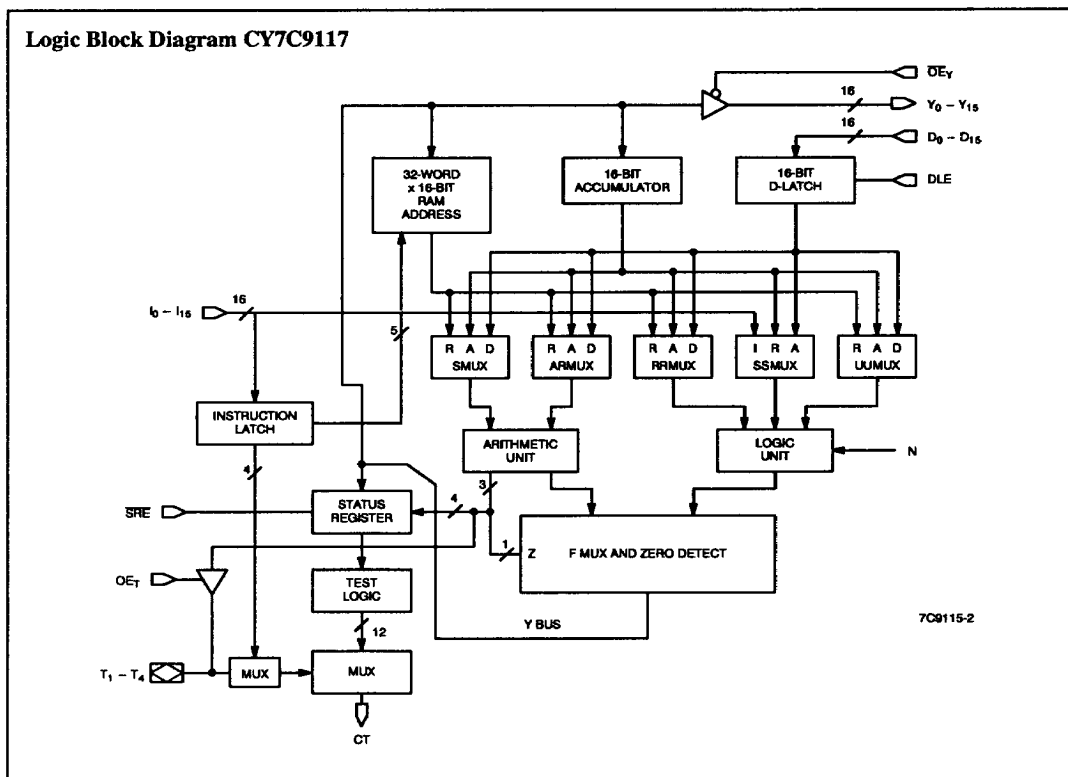 Logic Block Diagram CY7C9117
OEY
16
Y0 – Y15
16
D0 – D15
32-WORD
x 16-BIT
RAM
ADDRESS
16-BIT
ACCUMULATOR
16-BIT
D-LATCH
DLE
I0 – I15
16
5
R A D
SMUX
R A D
ARMUX
R A D
RRMUX
I R A
SSMUX
R A D
UUMUX
INSTRUCTION
LATCH
ARITHMETIC
UNIT
LOGIC
UNIT
N
4
3
SRE
STATUS
REGISTER
4
1
Z
F MUX AND ZERO DETECT
OET
TEST
LOGIC
12
Y BUS
7C9115-2
T1 – T4
MUX
MUX
CT